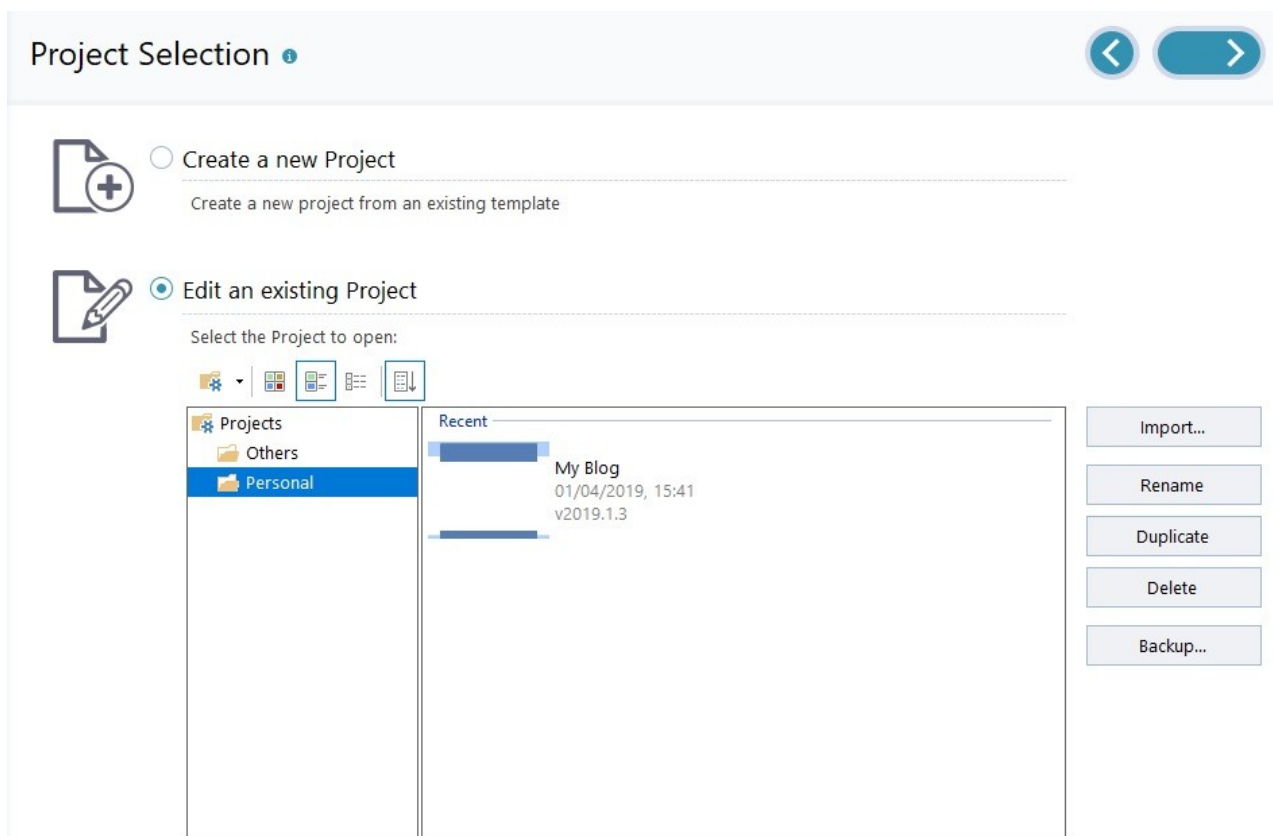 Project Selection
Create a new Project
Create a new project from an existing template
Edit an existing Project
Select the Project to open:
Projects
Others
Personal
Recent
My Blog
01/04/2019, 15:41
v2019.1.3
Import...
Rename
Duplicate
Delete
Backup...